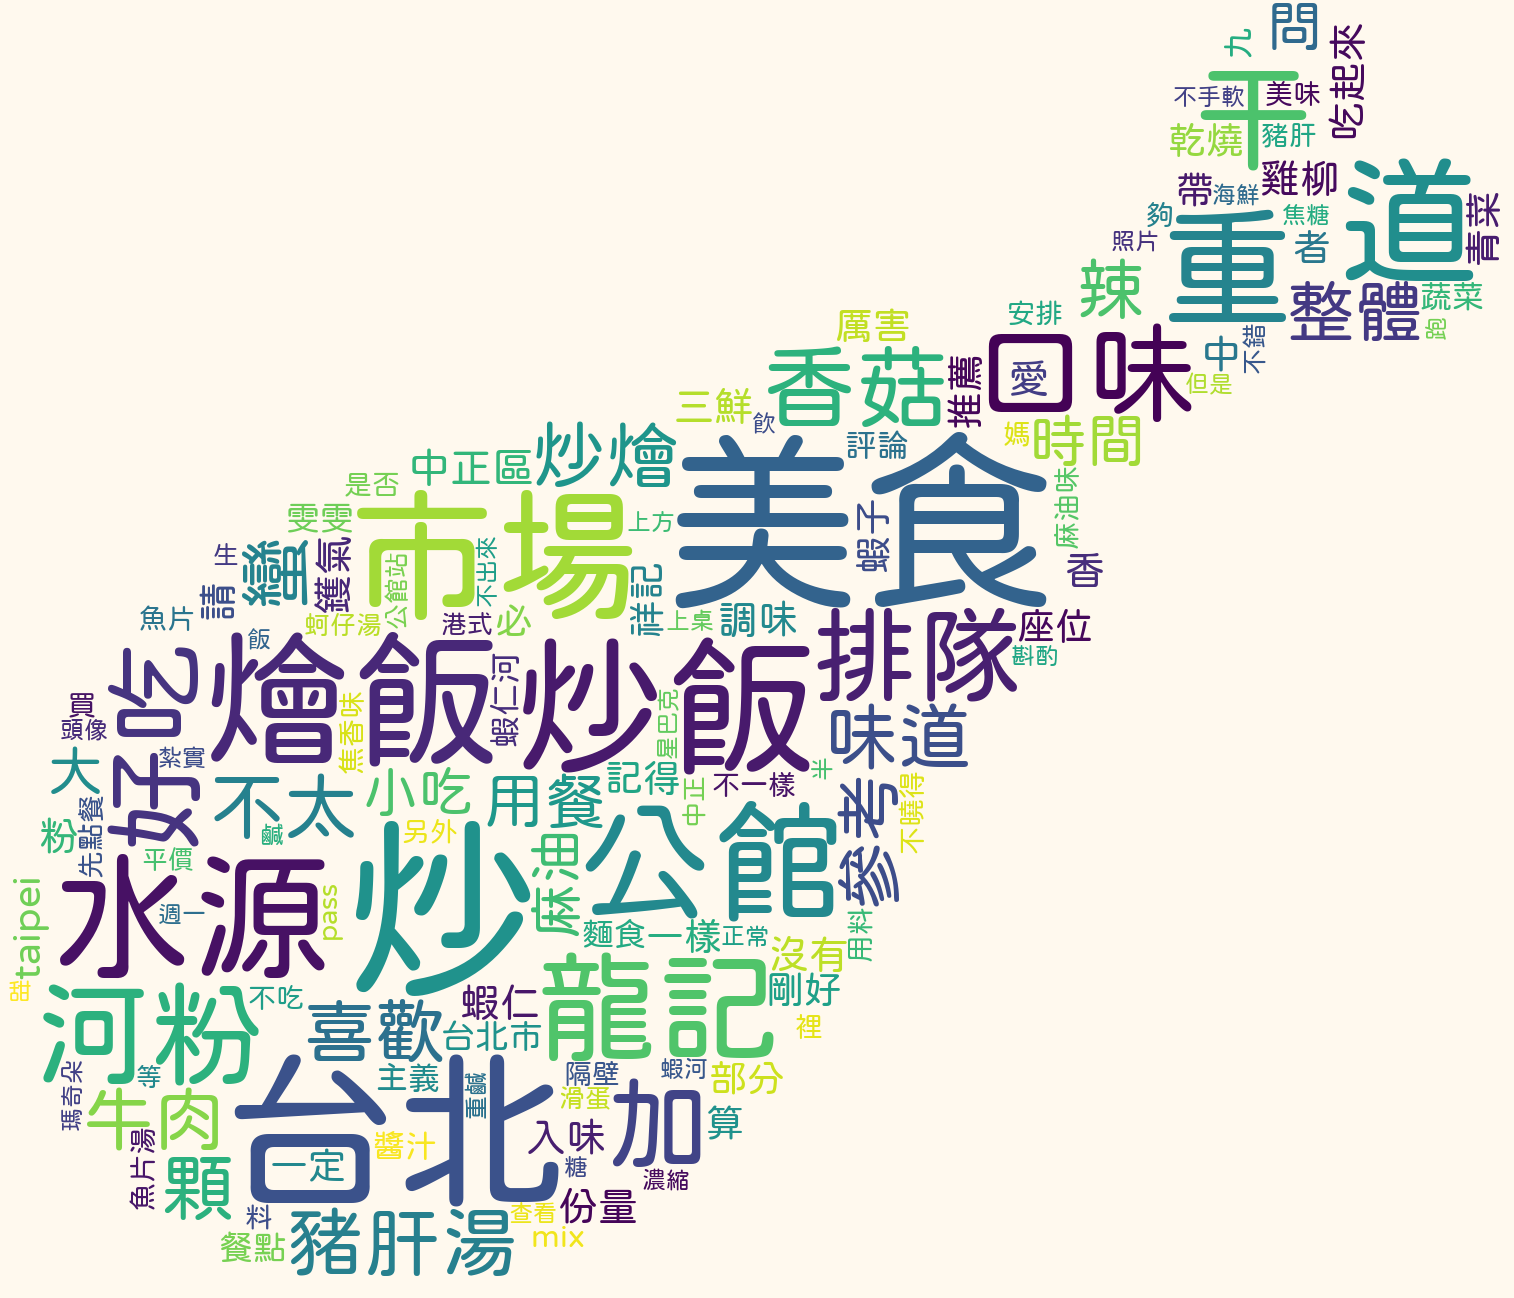 問
九
吃起來
干
不手軟
美味
乾燒
豬肝
道
帶
海鮮
雞柳
青菜
夠
重
焦糖
照片
者
辣
整體
蔬菜
安排
厲害
中
不錯
跑
香菇
推薦
回
愛
味
但是
三鮮
飲
媽
時間
炒燴
中正區
評論
美食
是否
市場
麻油味
雯雯
上方
蝦子
生
蠻
鑊氣
公館站
不出來
香
請
祥記
魚片
蚵仔湯
港式
必
上桌
調味
排隊
座位
飯
斟酌
吃
燴飯
蝦仁河
炒飯
買
頭像
焦香味
星巴克
味道
大
好
紮實
不太
小吃
用餐
記得
中正
不一樣
半
參考
不曉得
先點餐
粉
鹹
另外
平價
炒
麻油
公館
水源
週一
pass
taipei
麵食
一樣
正常
用料
沒有
甜
河粉
不吃
喜歡
蝦仁
台北市
龍記
剛好
裡
瑪奇朵
等
主義
隔壁
蝦河
部分
牛肉
台北
重鹹
滑蛋
加
算
魚片湯
顆
一定
醬汁
入味
糖
濃縮
料
豬肝湯
查看
份量
餐點
mix